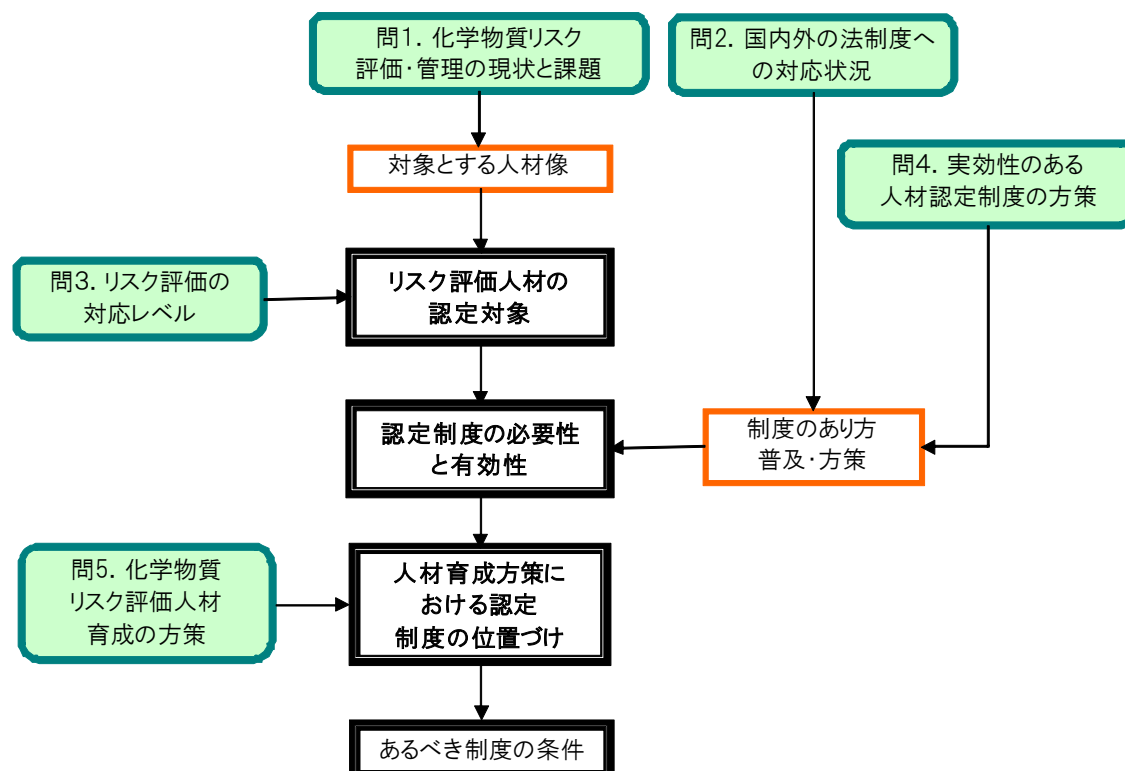 問1．化学物質リスク
評価・管理の現状と課題
問2．国内外の法制度へ
の対応状況
対象とする人材像
問4．実効性のある
人材認定制度の方策
問3．リスク評価の
対応レベル
リスク評価人材の
認定対象
認定制度の必要性
と有効性
制度のあり方
普及・方策
問5．化学物質
リスク評価人材
育成の方策
人材育成方策に
おける認定
制度の位置づけ
あるべき制度の条件